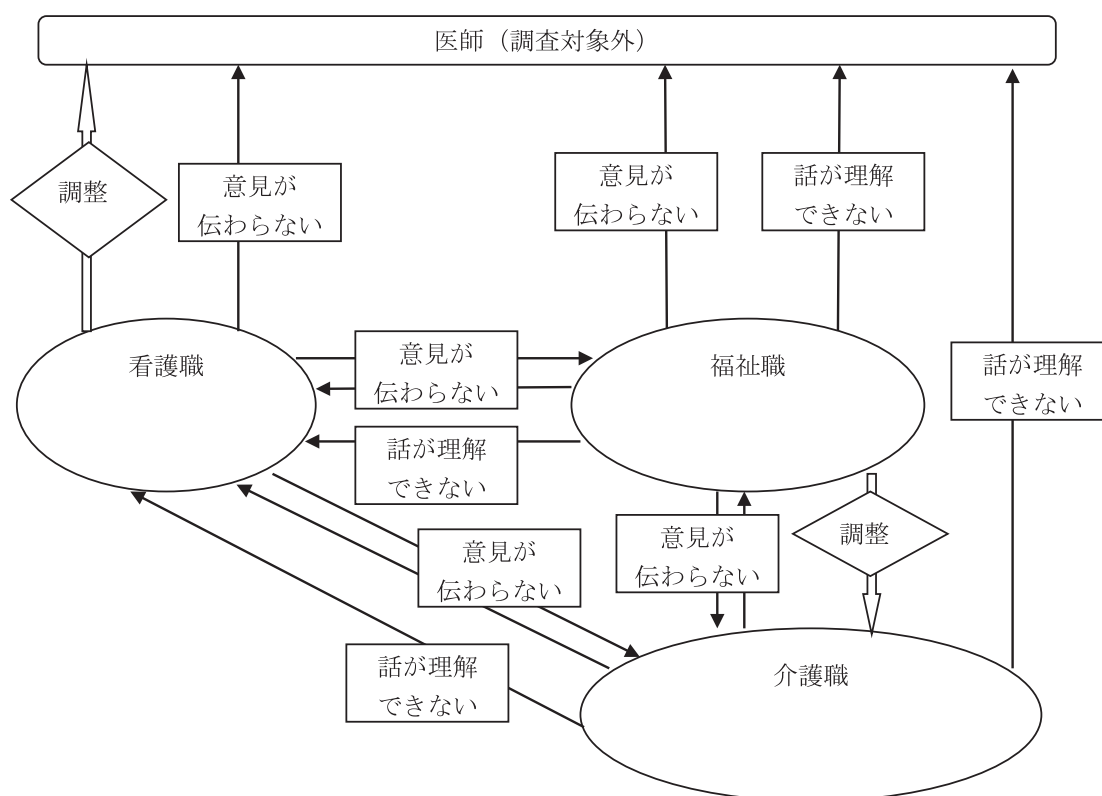 医師（調査対象外）
調整
意見が
伝わらない
意見が
伝わらない
話が理解
できない
看護職
意見が
伝わらない
福祉職
話が理解
できない
話が理解
できない
調整
意見が
伝わらない
意見が
伝わらない
話が理解
できない
介護職